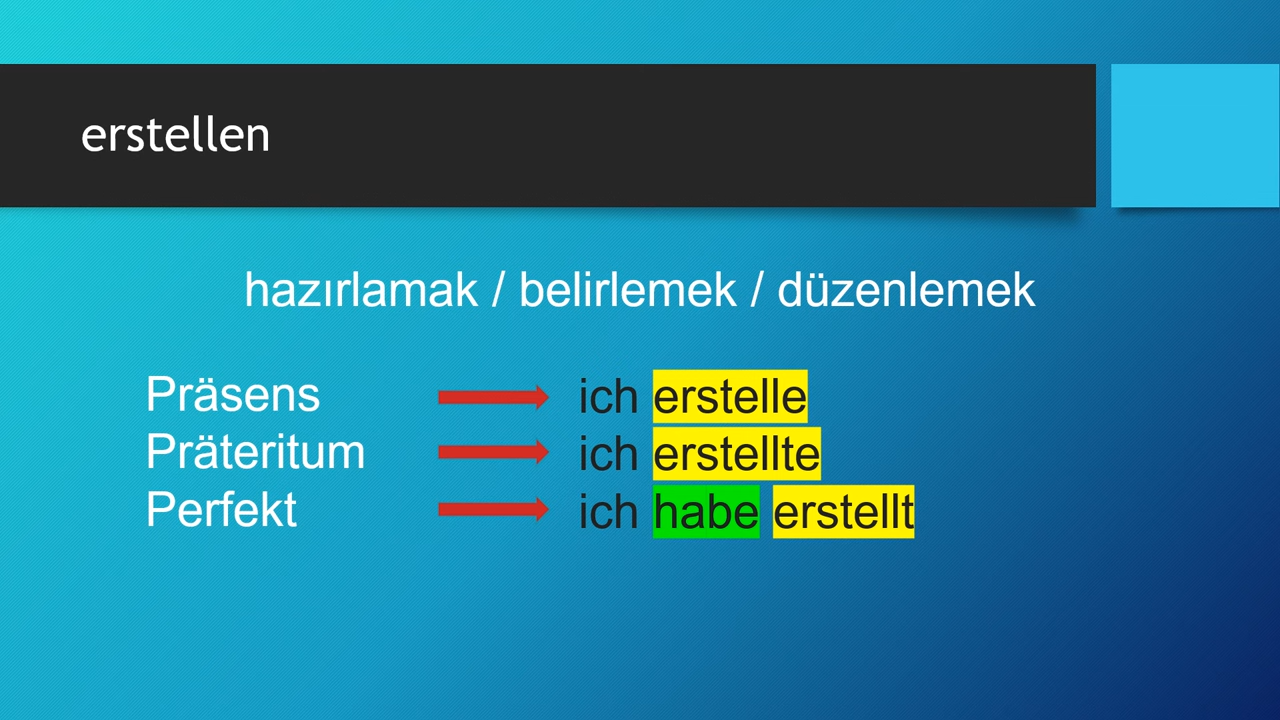 erstellen
hazırlamak / belirlemek / düzenlemek
Präsens ich erstelle
Präteritum ich erstellte
Perfekt ich habe erstellt